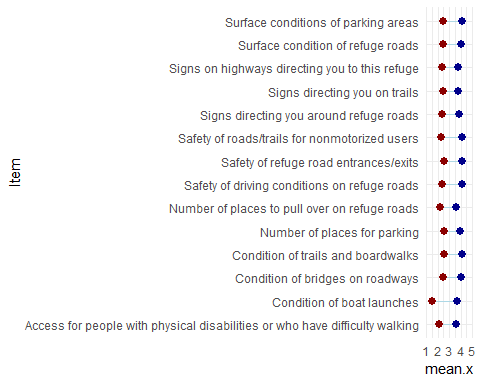 Surface conditions of parking areas
Surface condition of refuge roads
Signs on highways directing you to this refuge
Signs directing you on trails
Signs directing you around refuge roads
Safety of roads/trails for nonmotorized users
Safety of refuge road entrances/exits
Safety of driving conditions on refuge roads
Number of places to pull over on refuge roads
Number of places for parking
Condition of trails and boardwalks
Condition of bridges on roadways
Condition of boat launches
Access for people with physical disabilities or who have difficulty walking
Item
1 2 3 4 5
mean.x